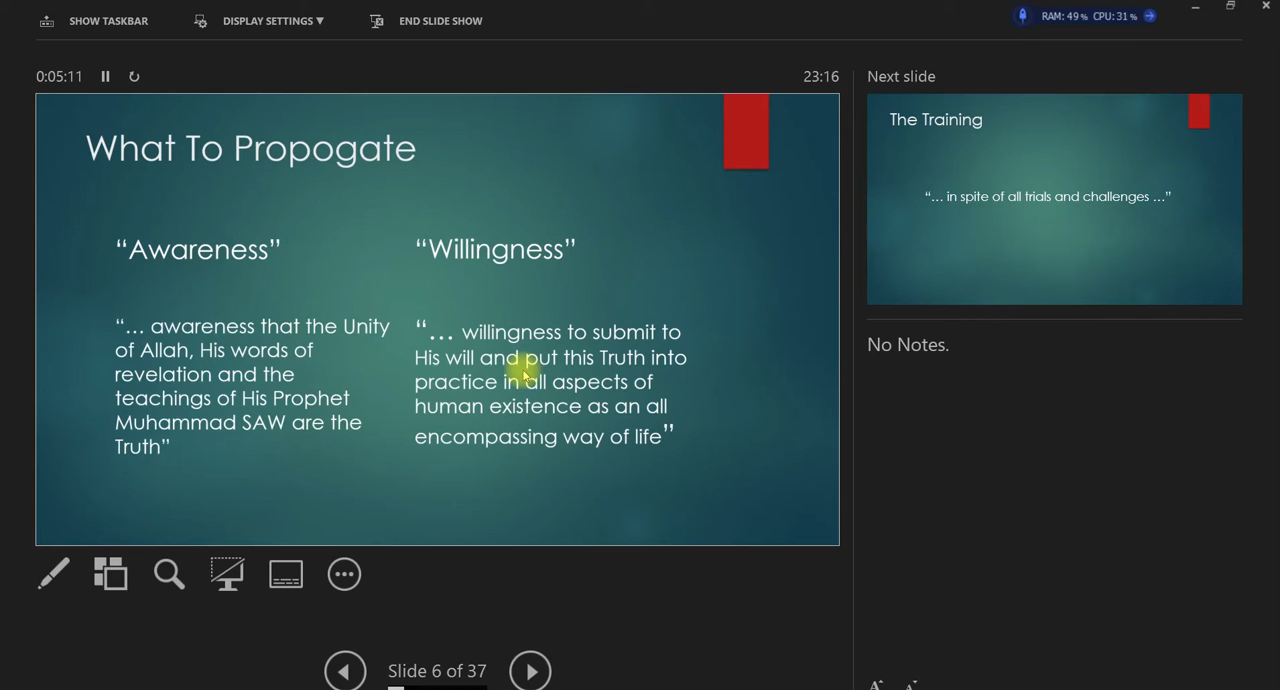 SHOW TASKBAR
DISPLAY SETTINGS ▼
END SLIDE SHOW
RAM: 49% CPU: 31%
0:05:11
23:16
What To Propogate
“Awareness”
“… awareness that the Unity
of Allah, His words of
revelation and the
teachings of His Prophet
Muhammad SAW are the
Truth”
“Willingness”
“… willingness to submit to
His will and put this Truth into
practice in all aspects of
human existence as an all
encompassing way of life”
Next slide
The Training
“… in spite of all trials and challenges …”
No Notes.
Slide 6 of 37
A A